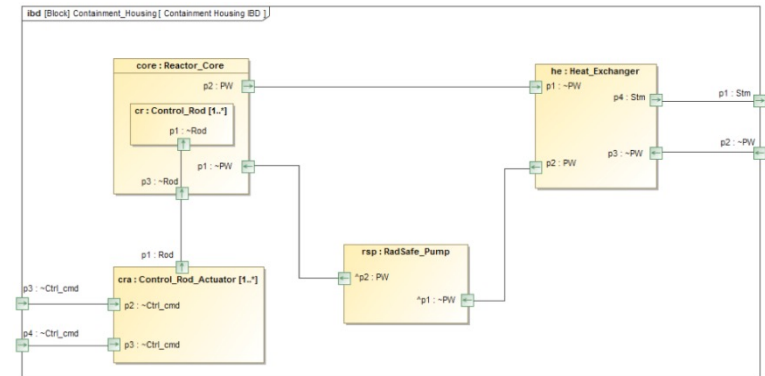 ibd [Block] Containment_Housing [ Containment Housing IBD ]
core : Reactor_Core
p2 : PW
cr : Control_Rod [1..*]
p1 : ~Rod
p1 : ~PW
p3 : ~Rod
he : Heat_Exchanger
p1 : ~PW
p4 : Stm
p1 : Stm
p2 : PW
p3 : ~PW
p2 : ~PW
p1 : Rod
cra : Control_Rod_Actuator [1..*]
p3 : ~Ctrl_cmd
p2 : ~Ctrl_cmd
p4 : ~Ctrl_cmd
p3 : ~Ctrl_cmd
rsp : RadSafe_Pump
^p2 : PW
^p1 : ~PW